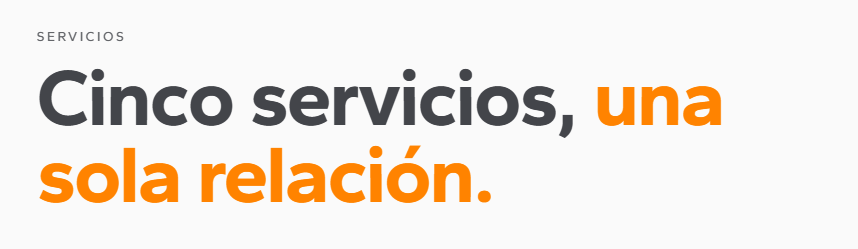 SERVICIOS
Cinco servicios, una
sola relación.